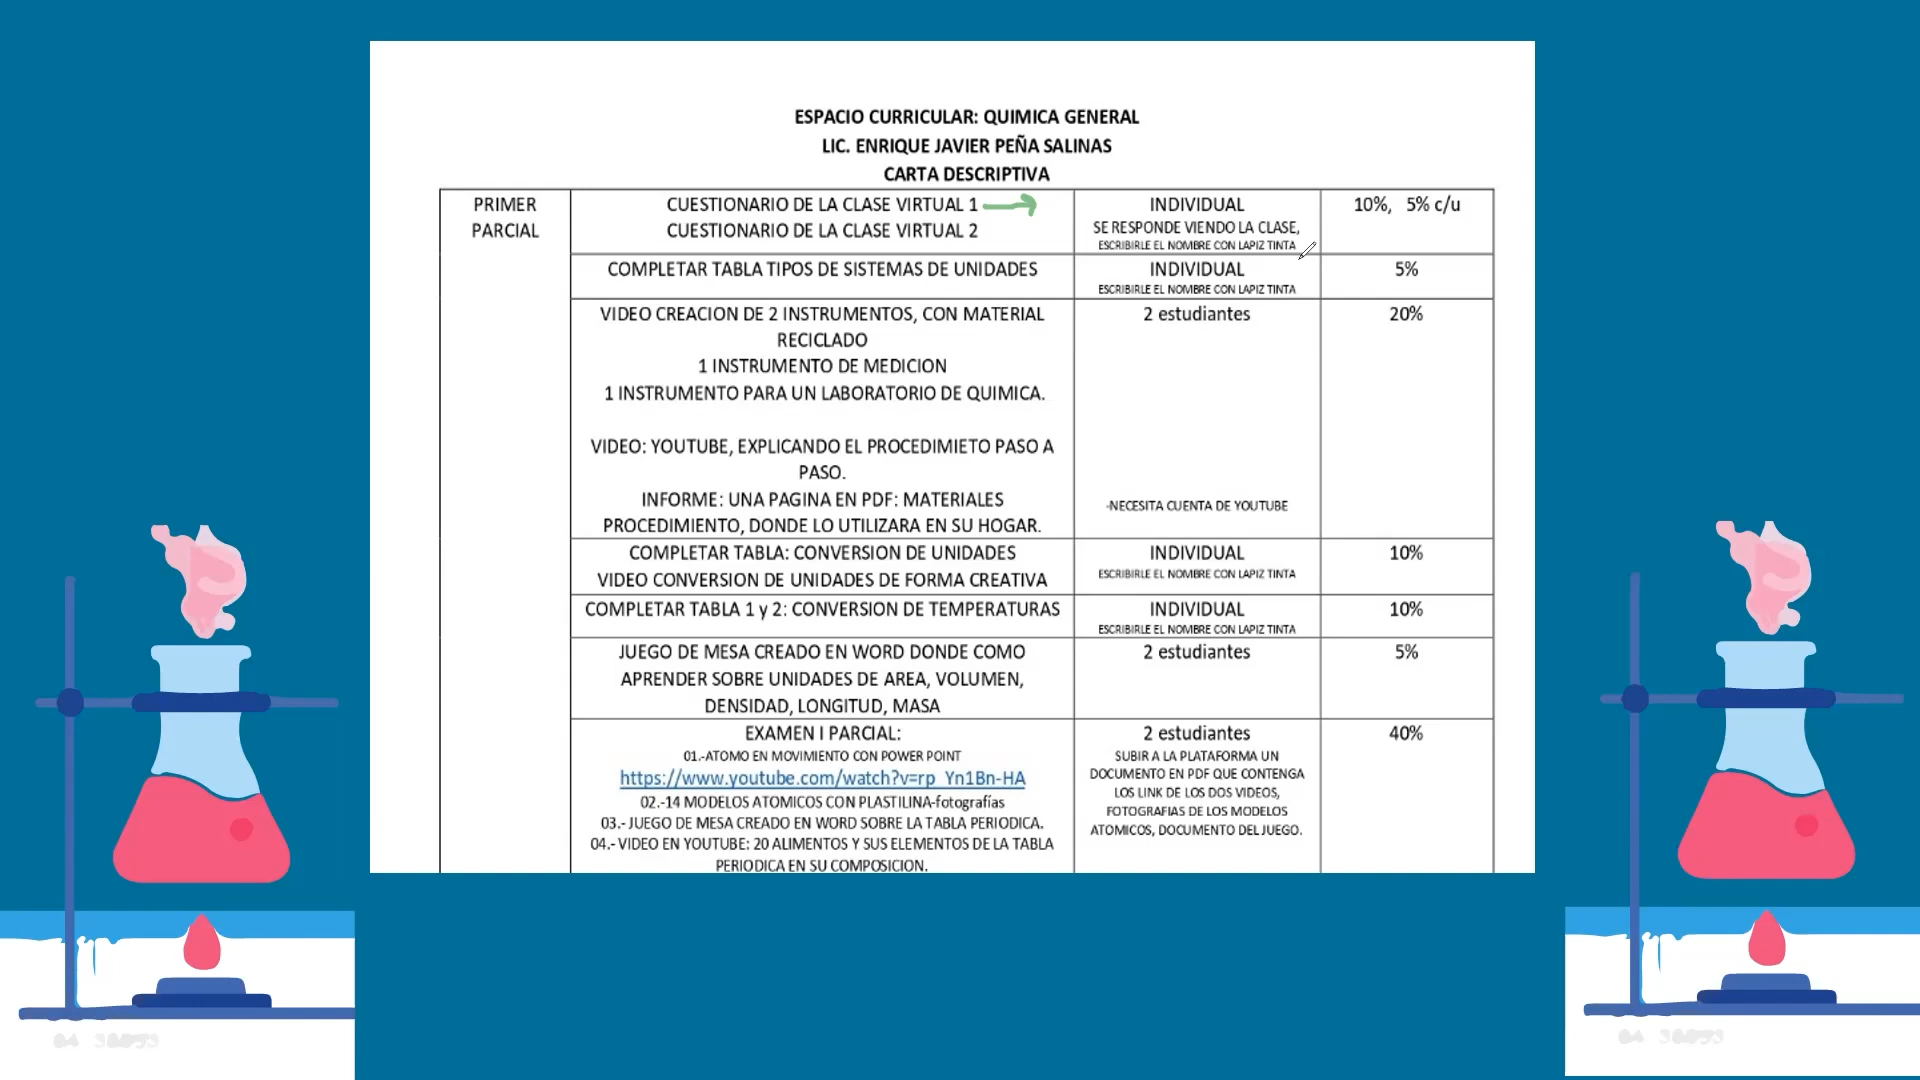 ESPACIO CURRICULAR: QUIMICA GENERAL
LIC. ENRIQUE JAVIER PEÑA SALINAS
CARTA DESCRIPTIVA
PRIMER
PARCIAL
CUESTIONARIO DE LA CLASE VIRTUAL 1
CUESTIONARIO DE LA CLASE VIRTUAL 2
INDIVIDUAL
SE RESPONDE VIENDO LA CLASE,
ESCRIBIRLE EL NOMBRE CON LAPIZ TINTA
10%, 5% c/u
COMPLETAR TABLA TIPOS DE SISTEMAS DE UNIDADES
INDIVIDUAL
ESCRIBIRLE EL NOMBRE CON LAPIZ TINTA
5%
VIDEO CREACION DE 2 INSTRUMENTOS, CON MATERIAL
RECICLADO
1 INSTRUMENTO DE MEDICION
1 INSTRUMENTO PARA UN LABORATORIO DE QUIMICA.
VIDEO: YOUTUBE, EXPLICANDO EL PROCEDIMIETO PASO A
PASO.
INFORME: UNA PAGINA EN PDF: MATERIALES
PROCEDIMIENTO, DONDE LO UTILIZARA EN SU HOGAR.
2 estudiantes
-NECESITA CUENTA DE YOUTUBE
20%
COMPLETAR TABLA: CONVERSION DE UNIDADES
VIDEO CONVERSION DE UNIDADES DE FORMA CREATIVA
INDIVIDUAL
ESCRIBIRLE EL NOMBRE CON LAPIZ TINTA
10%
COMPLETAR TABLA 1 y 2: CONVERSION DE TEMPERATURAS
INDIVIDUAL
ESCRIBIRLE EL NOMBRE CON LAPIZ TINTA
10%
JUEGO DE MESA CREADO EN WORD DONDE COMO
APRENDER SOBRE UNIDADES DE AREA, VOLUMEN,
DENSIDAD, LONGITUD, MASA
2 estudiantes
5%
EXAMEN I PARCIAL:
01.-ATOMO EN MOVIMIENTO CON POWER POINT
https://www.youtube.com/watch?v=rp_Yn1Bn-HA
02.-14 MODELOS ATOMICOS CON PLASTILINA-fotografías
03.- JUEGO DE MESA CREADO EN WORD SOBRE LA TABLA PERIODICA.
04.- VIDEO EN YOUTUBE: 20 ALIMENTOS Y SUS ELEMENTOS DE LA TABLA
PERIODICA EN SU COMPOSICION.
2 estudiantes
SUBIR A LA PLATAFORMA UN
DOCUMENTO EN PDF QUE CONTENGA
LOS LINK DE LOS DOS VIDEOS,
FOTOGRAFIAS DE LOS MODELOS
ATOMICOS, DOCUMENTO DEL JUEGO.
40%